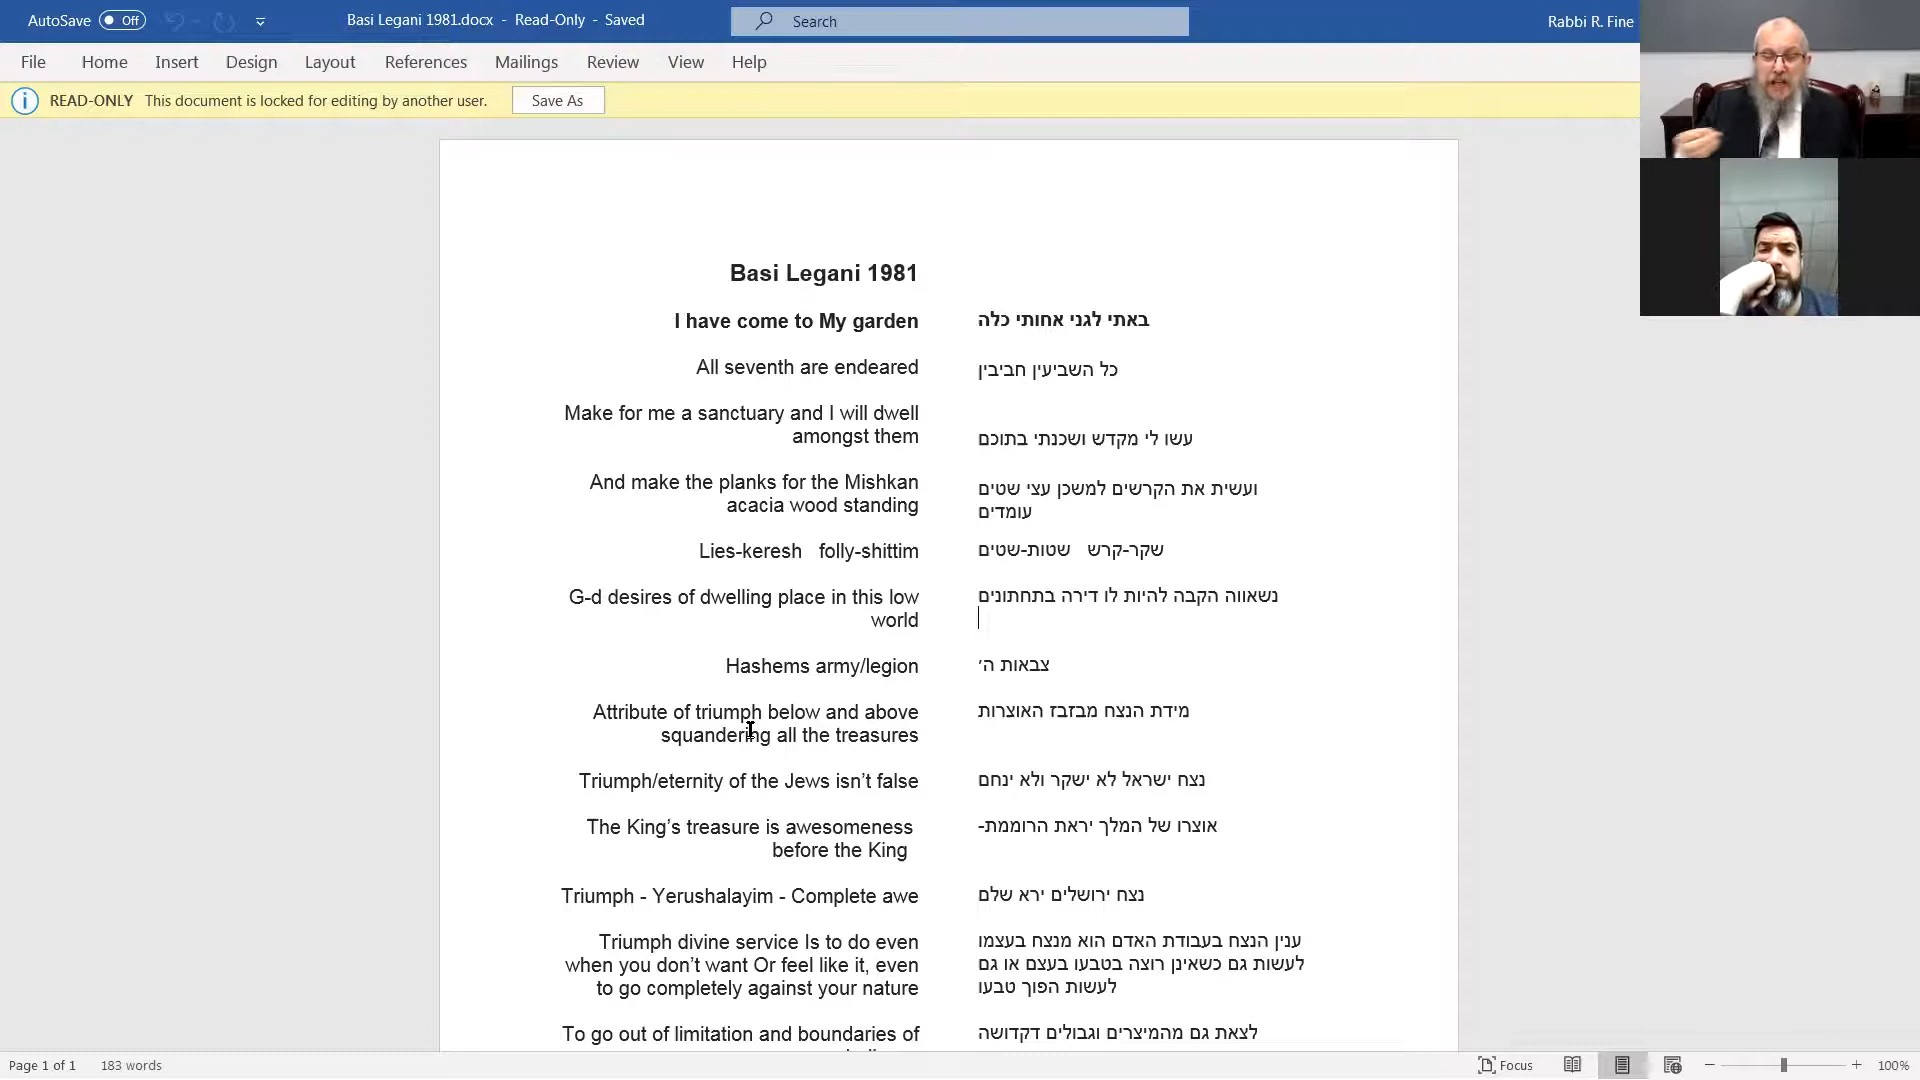 AutoSave Off Basi Legani 1981.docx - Read-Only - Saved Search Rabbi R. Fine
File Home Insert Design Layout References Mailings Review View Help
READ-ONLY This document is locked for editing by another user. Save As
Basi Legani 1981
I have come to My garden
באתי לגני אחותי כלה
All seventh are endeared
כל השביעין חביבין
Make for me a sanctuary and I will dwell
amongst them
עשו לי מקדש ושכנתי בתוכם
And make the planks for the Mishkan
acacia wood standing
ועשית את הקרשים למשכן עצי שטים
עומדים
Lies-keresh folly-shittim
שקר-קרש שטות-שטים
G-d desires of dwelling place in this low
world
נשאווה הקבה להיות לו דירה בתחתונים
Hashems army/legion
צבאות ה׳
Attribute of triumph below and above
squandering all the treasures
מידת הנצח מבזבז האוצרות
Triumph/eternity of the Jews isn’t false
נצח ישראל לא ישקר ולא ינחם
The King’s treasure is awesomeness
before the King
אוצרו של המלך יראת הרוממת-
Triumph - Yerushalayim - Complete awe
נצח ירושלים ירא שלם
Triumph divine service Is to do even
when you don’t want Or feel like it, even
to go completely against your nature
ענין הנצח בעבודת האדם הוא מנצח בעצמו
לעשות גם כשאינן רוצה בטבעו בעצם או גם
לעשות הפוך טבעו
To go out of limitation and boundaries of
לצאת גם מהמיצרים וגבולים דקדושה
Page 1 of 1 183 words Focus 100%